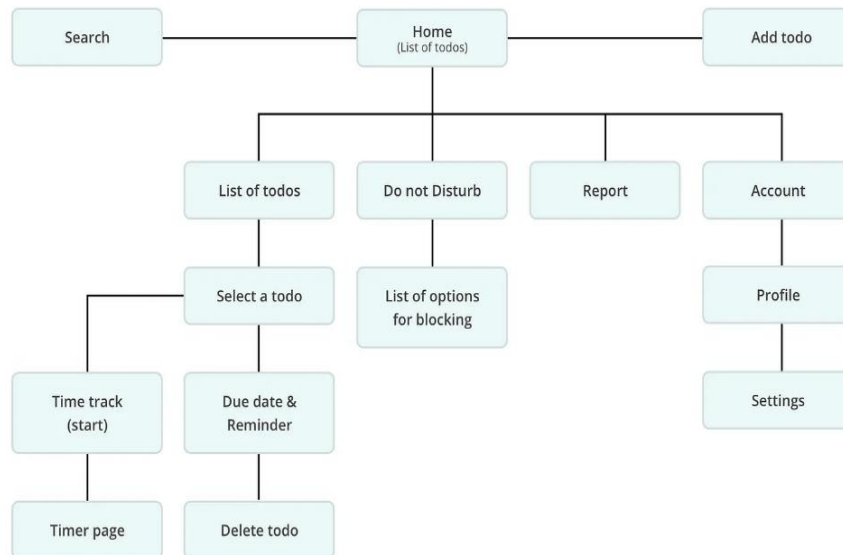 Search
Home
(List of todos)
Add todo
List of todos
Do not Disturb
Report
Account
Select a todo
List of options
for blocking
Profile
Time track
(start)
Due date &
Reminder
Settings
Timer page
Delete todo